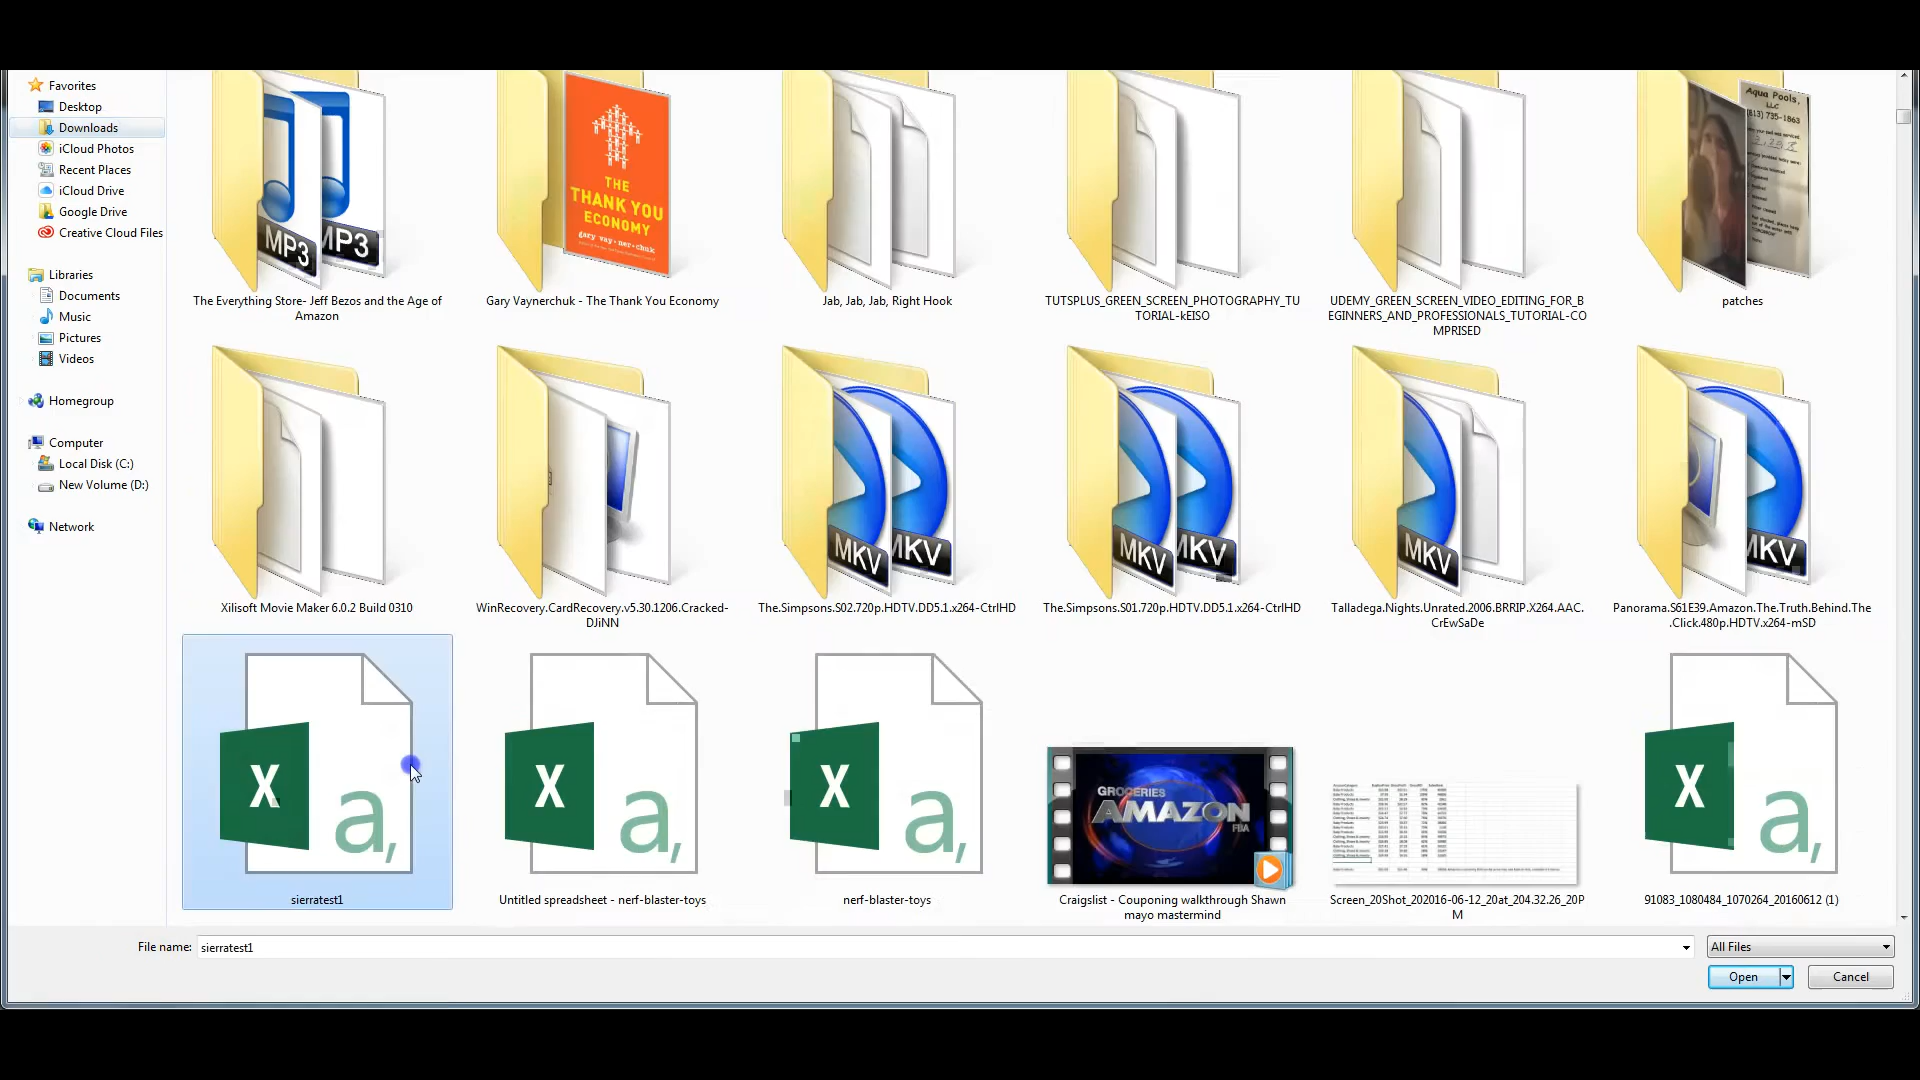 Favorites
Desktop
Downloads
iCloud Photos
Recent Places
iCloud Drive
Google Drive
Creative Cloud Files
Libraries
Documents
Music
Pictures
Videos
Homegroup
Computer
Local Disk (C:)
New Volume (D:)
Network
MP3
MP3
THE
THANK YOU
ECONOMY
gary vay·ner·chuk
Aqua Pools,
LLC
(813) 735-1863
The Everything Store- Jeff Bezos and the Age of
Amazon
Gary Vaynerchuk - The Thank You Economy
Jab, Jab, Jab, Right Hook
TUTSPLUS_GREEN_SCREEN_PHOTOGRAPHY_TU
TORIAL-kEISO
UDEMY_GREEN_SCREEN_VIDEO_EDITING_FOR_B
EGINNERS_AND_PROFESSIONALS_TUTORIAL-CO
MPRISED
patches
MKV
MKV
MKV
MKV
MKV
MKV
Xilisoft Movie Maker 6.0.2 Build 0310
WinRecovery.CardRecovery.v5.30.1206.Cracked-
DJiNN
The.Simpsons.S02.720p.HDTV.DD5.1.x264-CtrlHD
The.Simpsons.S01.720p.HDTV.DD5.1.x264-CtrlHD
Talladega.Nights.Unrated.2006.BRRIP.X264.AAC.
CrEwSaDe
Panorama.S61E39.Amazon.The.Truth.Behind.The
.Click.480p.HDTV.x264-mSD
X a,
X a,
X a,
GROCERIES
AMAZON
FBA
X a,
sierratest1
Untitled spreadsheet - nerf-blaster-toys
nerf-blaster-toys
Craigslist - Couponing walkthrough Shawn
mayo mastermind
Screen_20Shot_202016-06-12_20at_204.32.26_20P
M
91083_1080484_1070264_20160612 (1)
File name: sierratest1
All Files
Open
Cancel